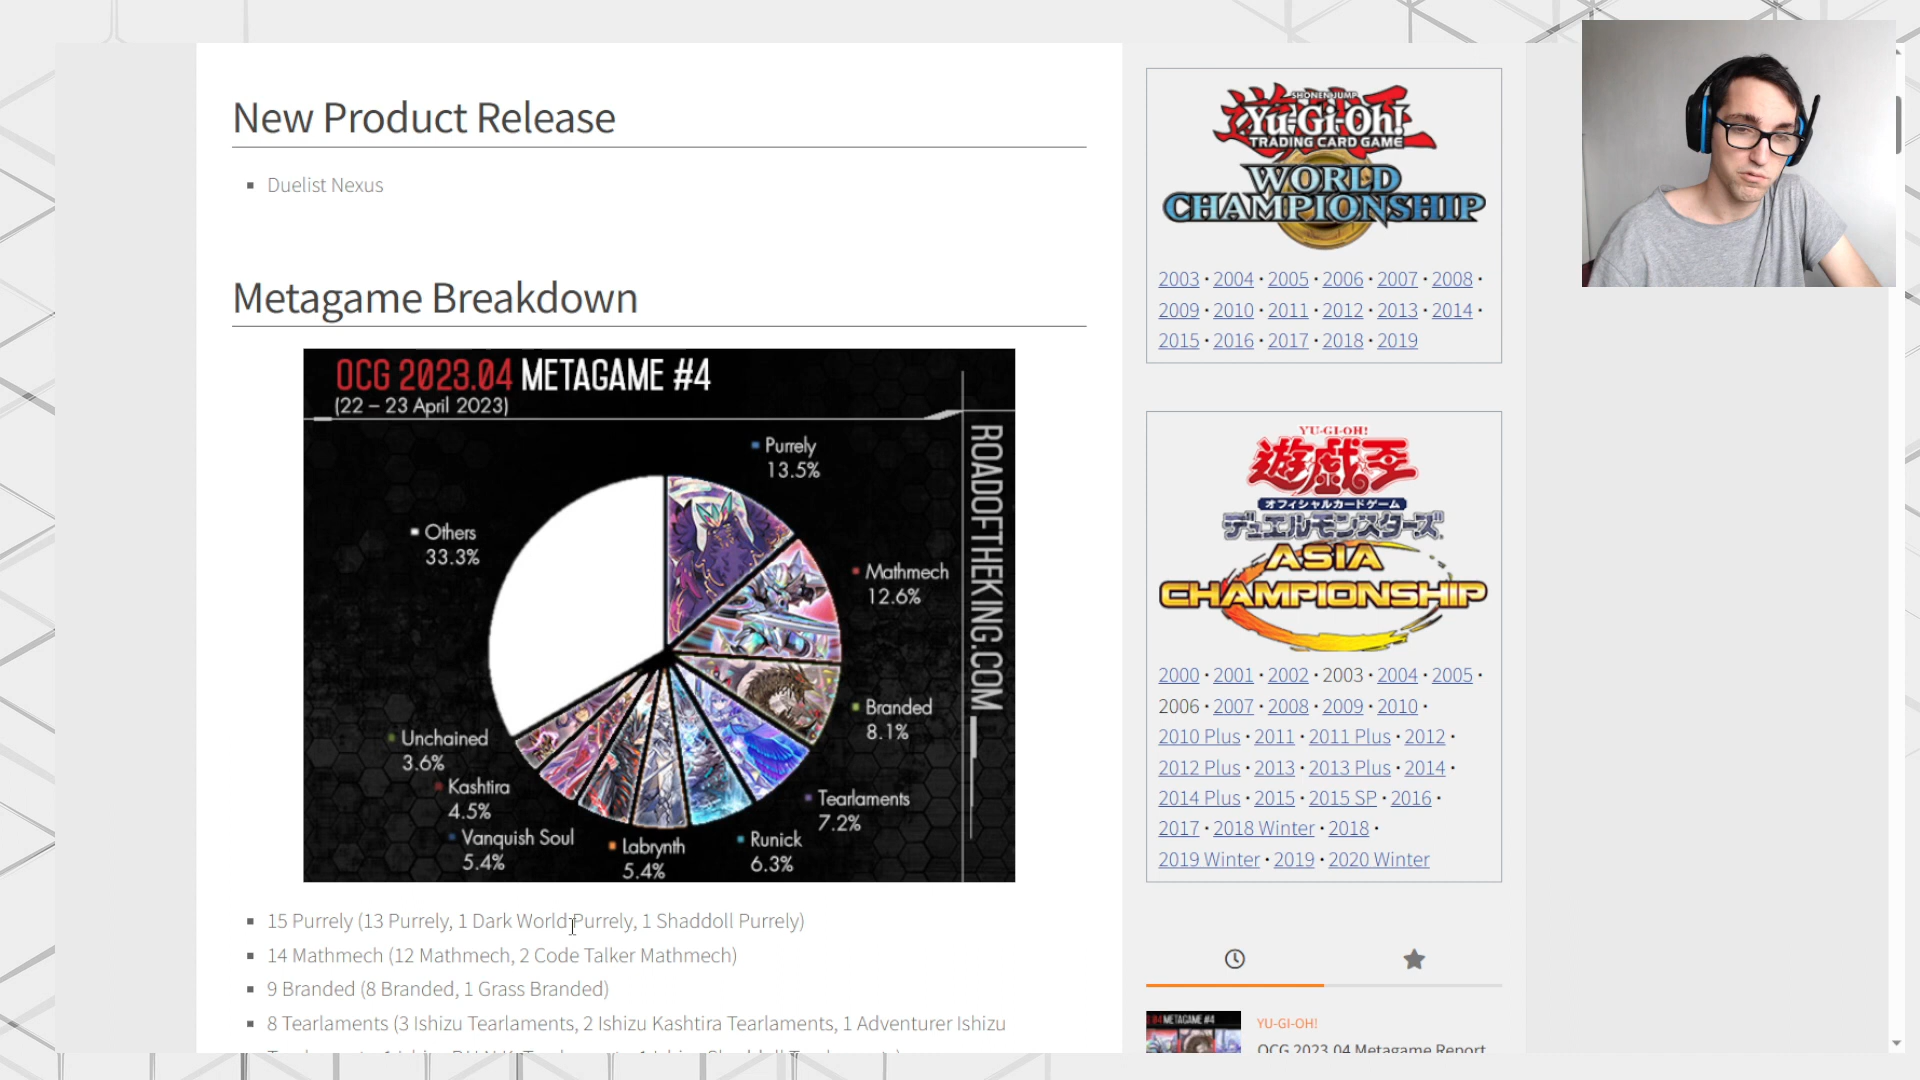 New Product Release
Duelist Nexus
Metagame Breakdown
OCG 2023.04 METAGAME #4
(22 – 23 April 2023)
ROADOFTHEKING.COM
Purrely
13.5%
Others
33.3%
Mathmech
12.6%
Branded
8.1%
Unchained
3.6%
Kashtira
4.5%
Tearlaments
7.2%
Vanquish Soul
5.4%
Labrynth
5.4%
Runick
6.3%
15 Purrely (13 Purrely, 1 Dark World Purrely, 1 Shaddoll Purrely)
14 Mathmech (12 Mathmech, 2 Code Talker Mathmech)
9 Branded (8 Branded, 1 Grass Branded)
8 Tearlaments (3 Ishizu Tearlaments, 2 Ishizu Kashtira Tearlaments, 1 Adventurer Ishizu
SHONEN JUMP
Yu-Gi-Oh!
TRADING CARD GAME
WORLD
CHAMPIONSHIP
2003 • 2004 • 2005 • 2006 • 2007 • 2008 •
2009 • 2010 • 2011 • 2012 • 2013 • 2014 •
2015 • 2016 • 2017 • 2018 • 2019
YU-GI-OH!
遊戯王
オフィシャルカードゲーム
デュエルモンスターズ
ASIA
CHAMPIONSHIP
2000 • 2001 • 2002 • 2003 • 2004 • 2005 •
2006 • 2007 • 2008 • 2009 • 2010 •
2010 Plus • 2011 • 2011 Plus • 2012 •
2012 Plus • 2013 • 2013 Plus • 2014 •
2014 Plus • 2015 • 2015 SP • 2016 •
2017 • 2018 Winter • 2018 •
2019 Winter • 2019 • 2020 Winter
METAGAME #4
YU-GI-OH!
OCG 2023.04 Metagame Report